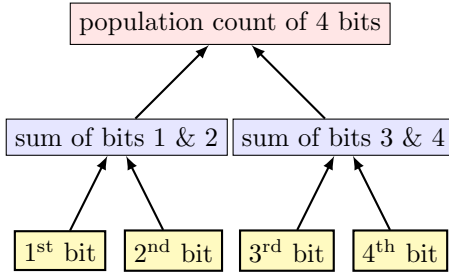 population count of 4 bits
sum of bits 1 & 2
sum of bits 3 & 4
1st bit
2nd bit
3rd bit
4th bit